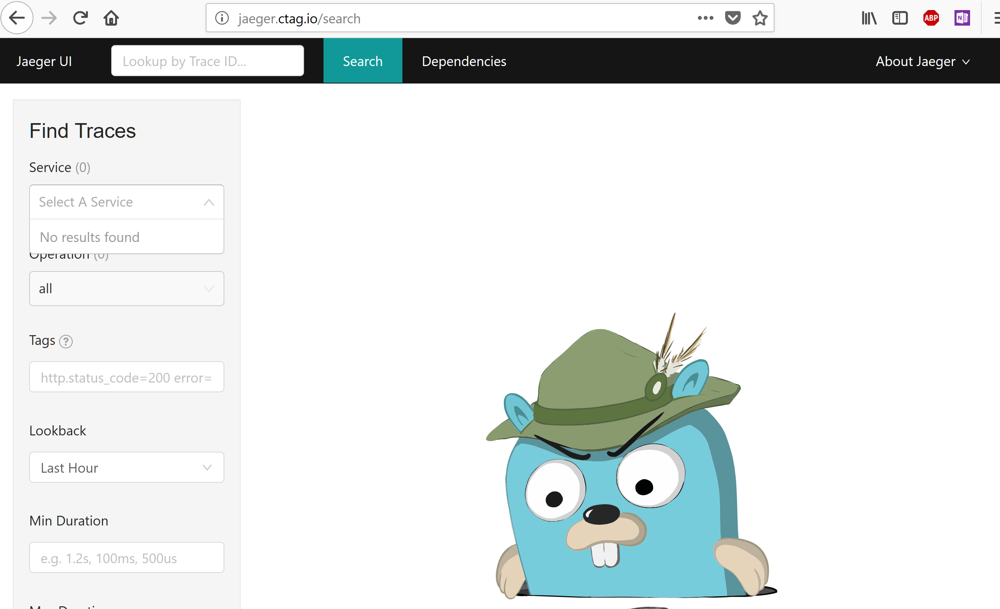 jaeger.ctag.io/search
ABP
N
Jaeger UI
Lookup by Trace ID...
Search
Dependencies
About Jaeger
Find Traces
Service (0)
Select A Service
No results found
Operation (0)
all
Tags ?
http.status_code=200 error=
Lookback
Last Hour
Min Duration
e.g. 1.2s, 100ms, 500us